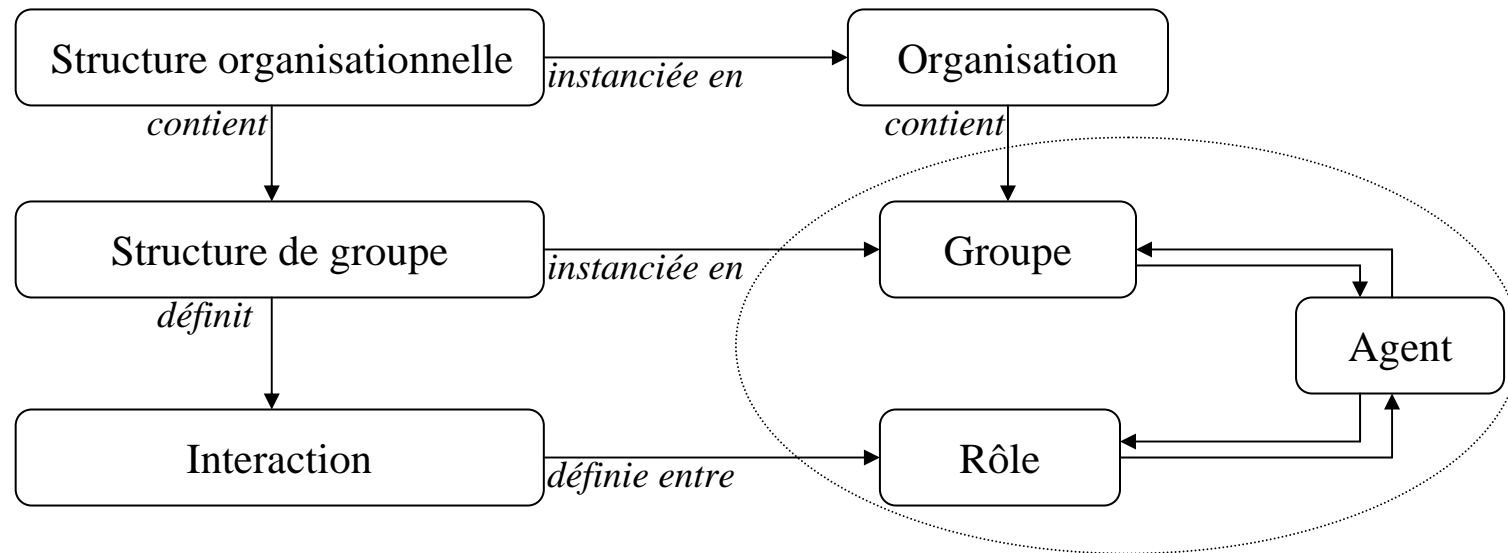 Structure organisationnelle
instanciée en
Organisation
contient
contient
Structure de groupe
instanciée en
Groupe
définit
Agent
Interaction
définie entre
Rôle